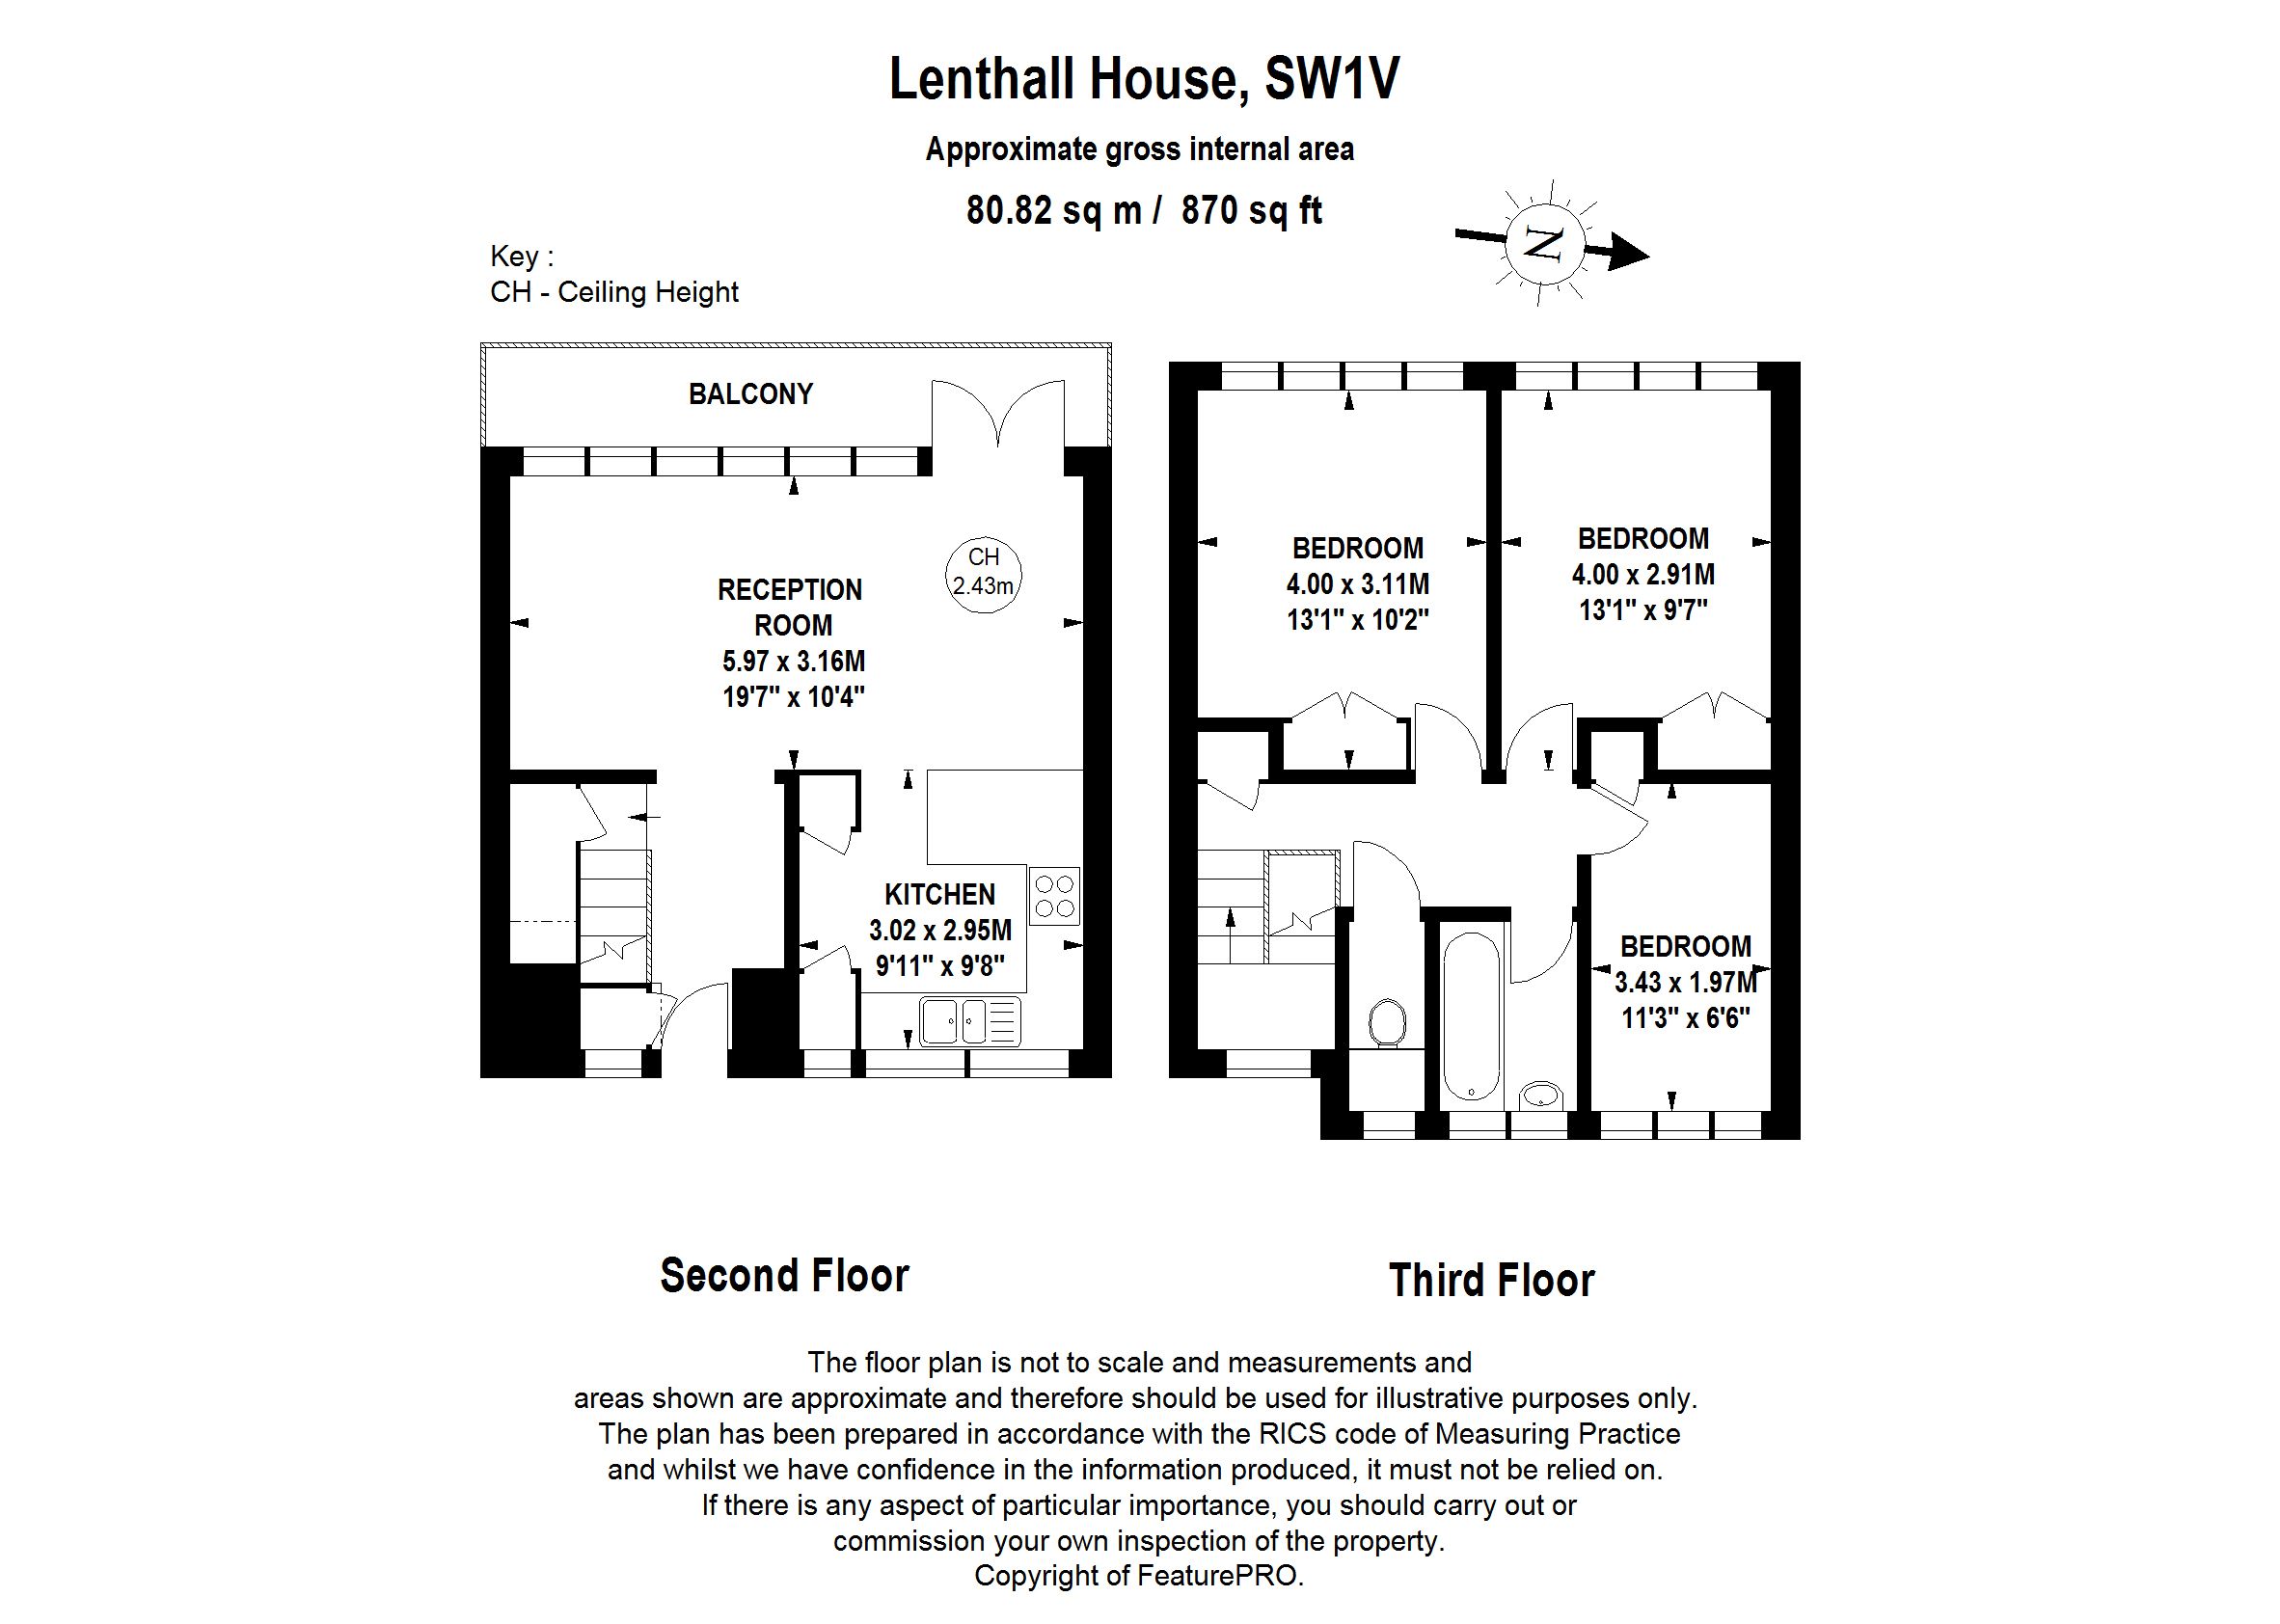 Lenthall House, SW1V
Approximate gross internal area
80.82 sq m / 870 sq ft
N
Key :
CH - Ceiling Height
BALCONY
CH
2.43m
RECEPTION
ROOM
5.97 x 3.16M
19'7" x 10'4"
KITCHEN
3.02 x 2.95M
9'11" x 9'8"
BEDROOM
4.00 x 3.11M
13'1" x 10'2"
BEDROOM
4.00 x 2.91M
13'1" x 9'7"
BEDROOM
3.43 x 1.97M
11'3" x 6'6"
Second Floor
Third Floor
The floor plan is not to scale and measurements and
areas shown are approximate and therefore should be used for illustrative purposes only.
The plan has been prepared in accordance with the RICS code of Measuring Practice
and whilst we have confidence in the information produced, it must not be relied on.
If there is any aspect of particular importance, you should carry out or
commission your own inspection of the property.
Copyright of FeaturePRO.